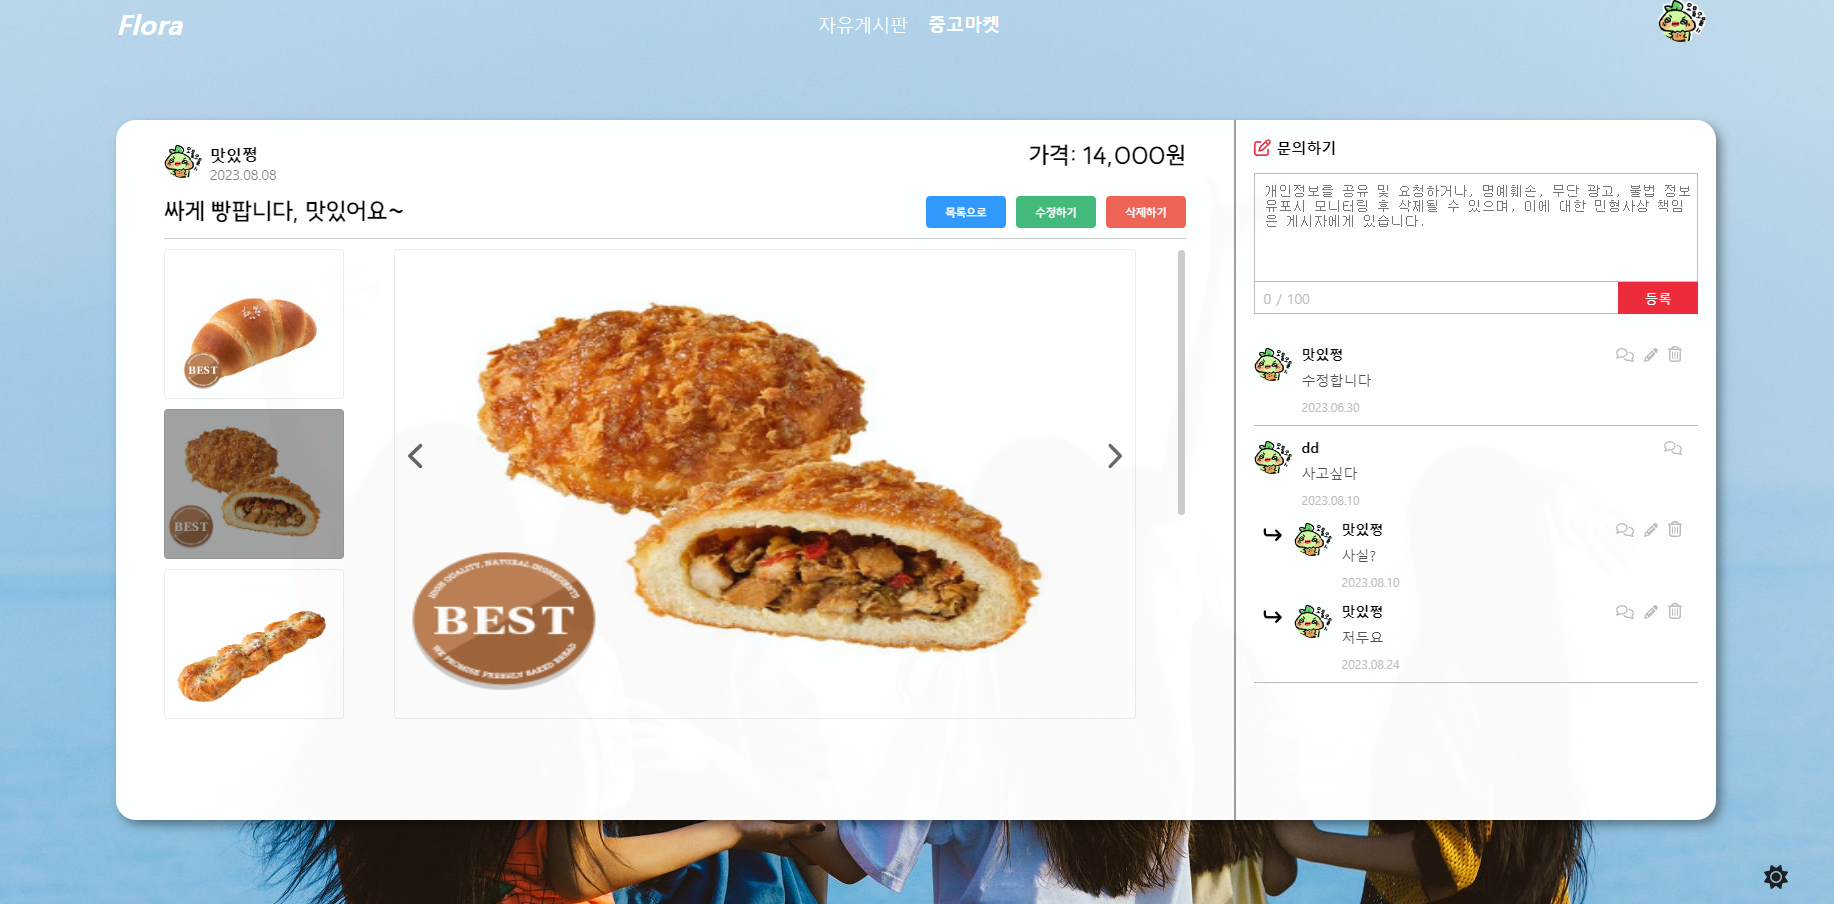 Flora
자유게시판
중고마켓
맛있쩡
2023.08.08
가격: 14,000원
싸게 빵팝니다, 맛있어요~
목록으로
수정하기
삭제하기
BEST
BEST
HIGH QUALITY, NATURAL INGREDIENTS
BEST
WE PROMISE FRESHLY BAKED BREAD
문의하기
개인정보를 공유 및 요청하거나, 명예훼손, 무단 광고, 불법 정보
유포시 모니터링 후 삭제될 수 있으며, 이에 대한 민형사상 책임
은 게시자에게 있습니다.
0 / 100
등록
맛있쩡
수정합니다
2023.06.30
dd
사고싶다
2023.08.10
맛있쩡
사실?
2023.08.10
맛있쩡
저두요
2023.08.24